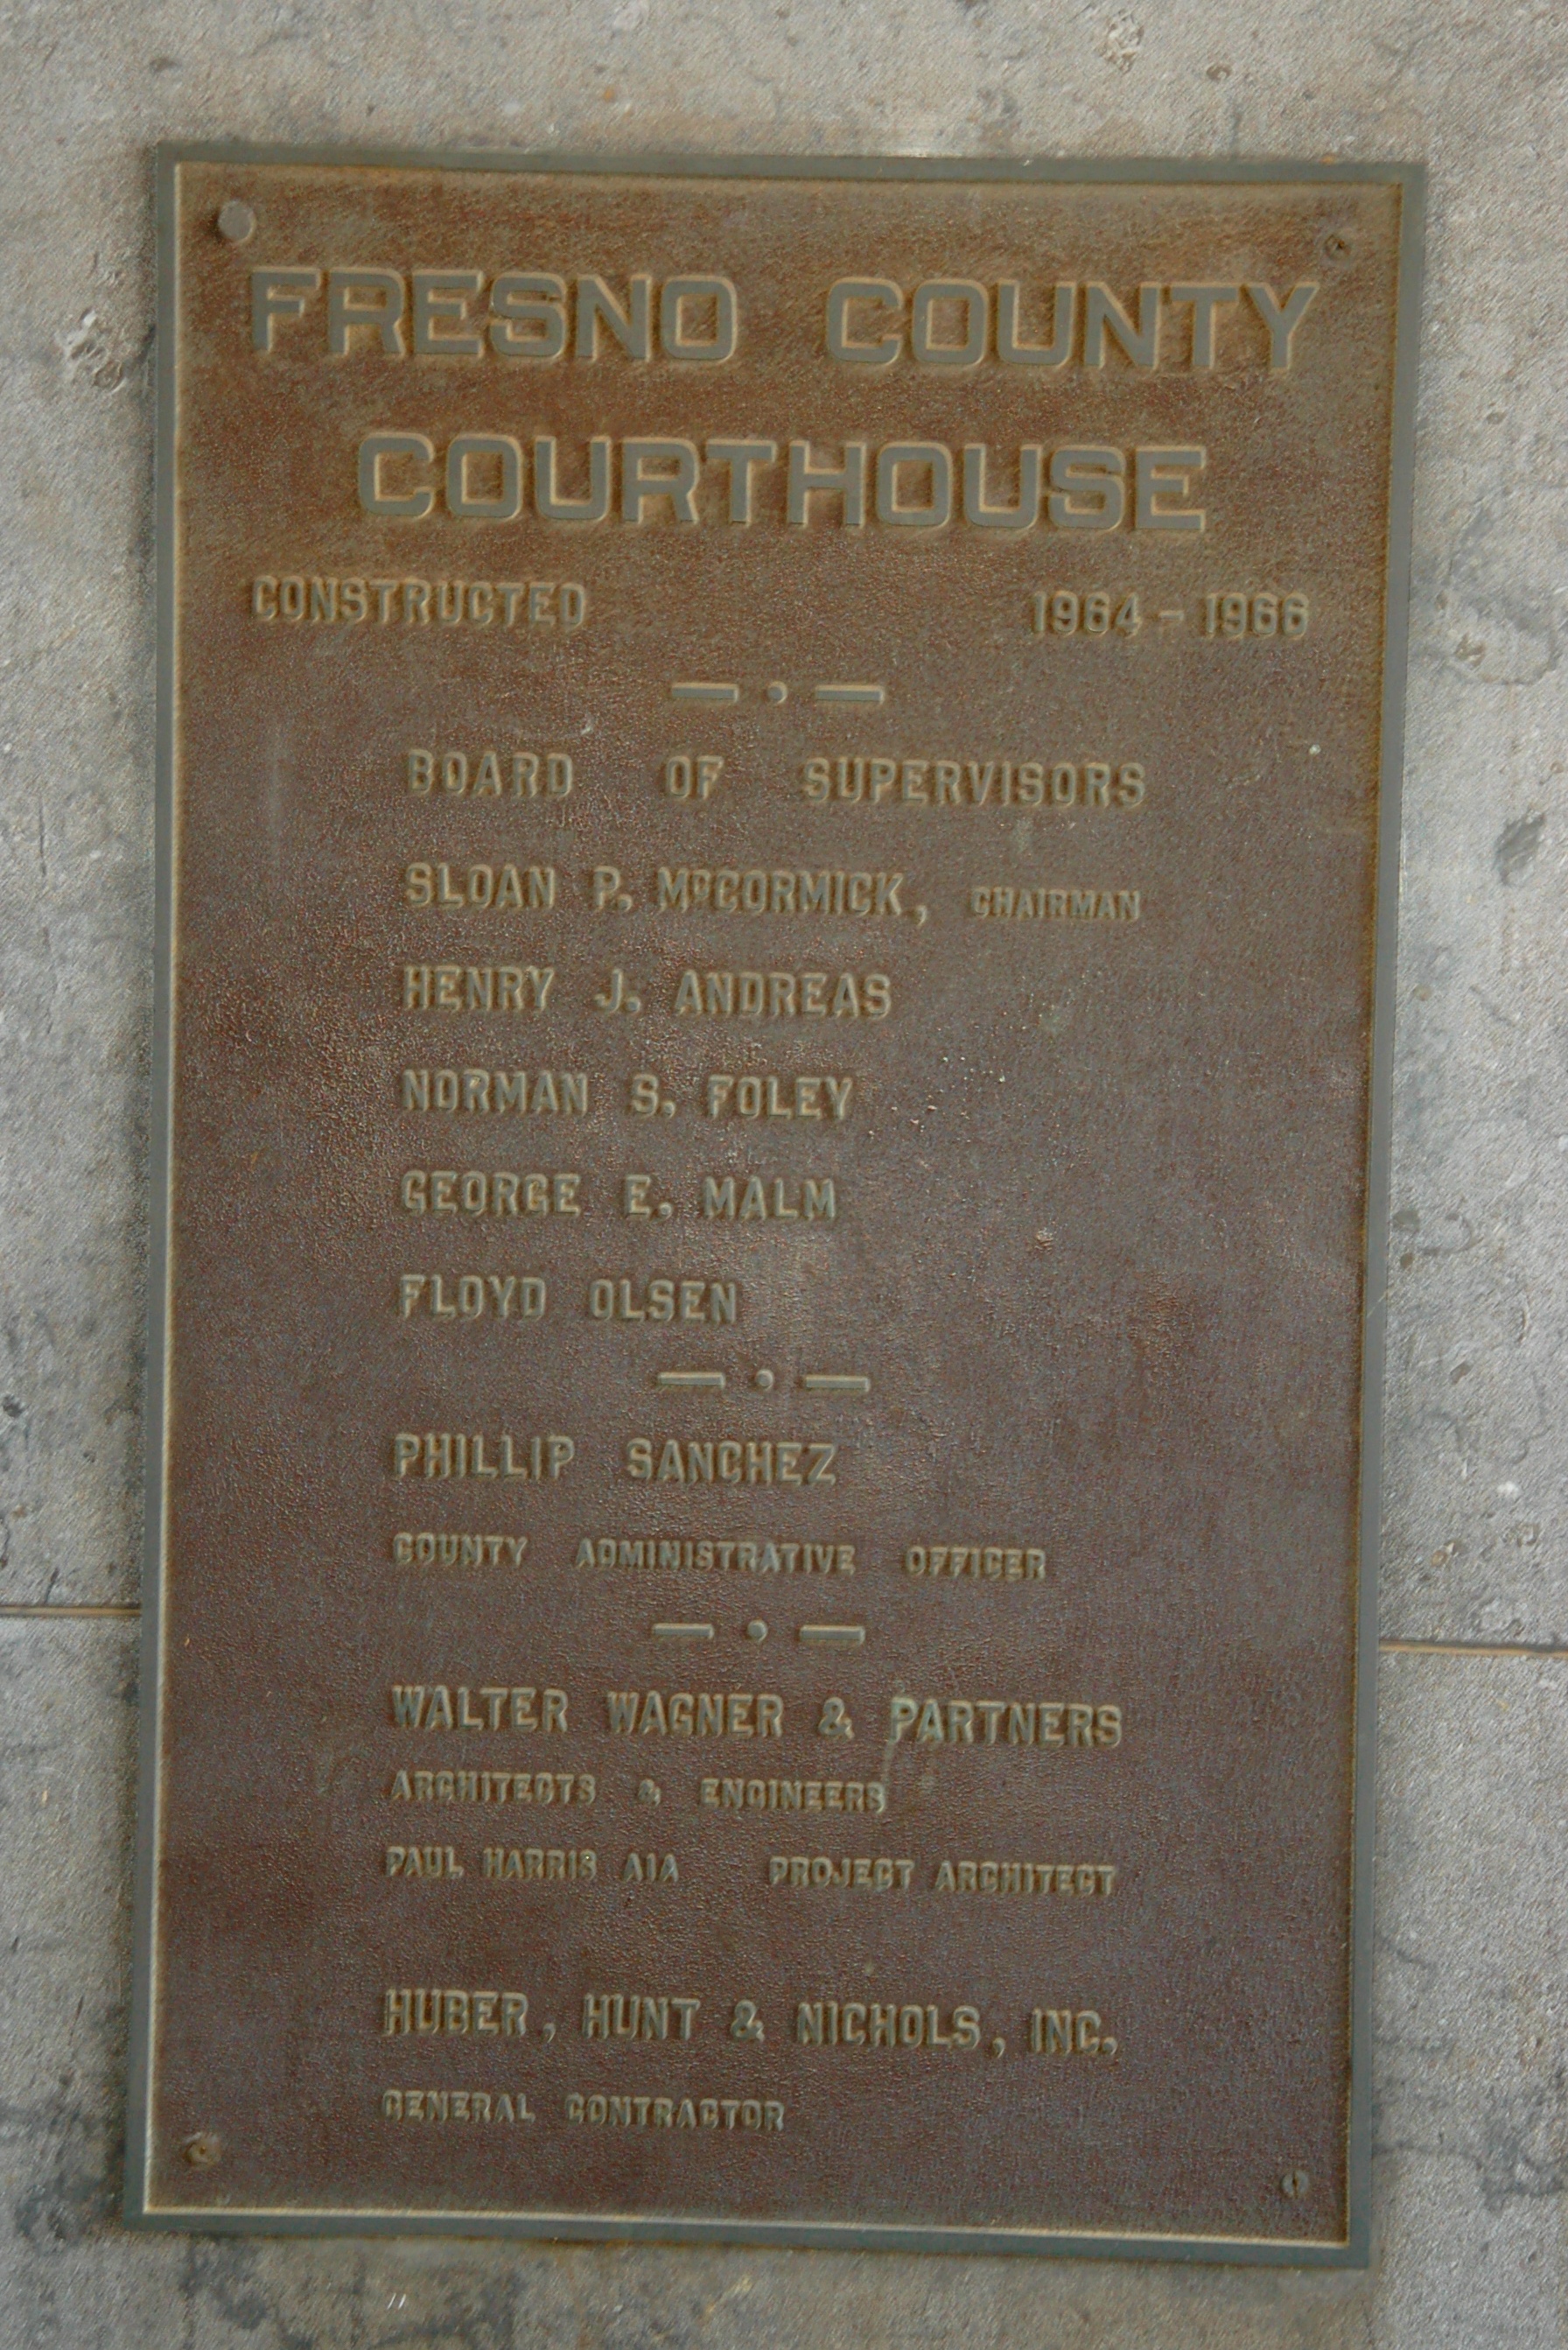 FRESNO COUNTY
COURTHOUSE
CONSTRUCTED 1964 - 1966
BOARD OF SUPERVISORS
SLOAN P. McCORMICK, CHAIRMAN
HENRY J. ANDREAS
NORMAN S. FOLEY
GEORGE E. MALM
FLOYD OLSEN
PHILLIP SANCHEZ
COUNTY ADMINISTRATIVE OFFICER
WALTER WAGNER & PARTNERS
ARCHITECTS & ENGINEERS
PAUL HARRIS AIA PROJECT ARCHITECT
HUBER, HUNT & NICHOLS, INC.
GENERAL CONTRACTOR